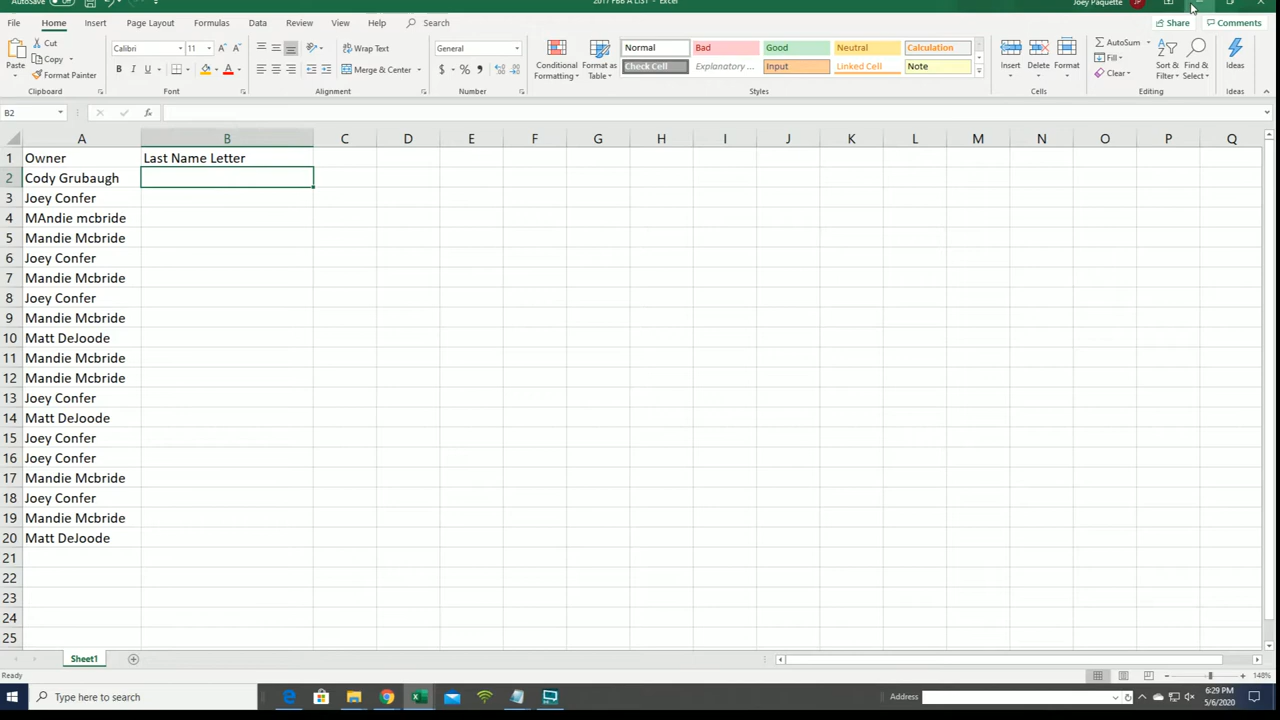 AutoSave Off 2017 FBB A LIST - Excel Joey Paquette JP
File Home Insert Page Layout Formulas Data Review View Help Search Share Comments
Paste Cut Copy Format Painter Clipboard
Calibri 11 B I U A Font
Wrap Text Merge & Center Alignment
General $ % , Number
Conditional Formatting Format as Table
Normal Bad Good Neutral Calculation
Check Cell Explanatory ... Input Linked Cell Note
Styles
Insert Delete Format Cells
AutoSum Fill Clear Sort & Filter Find & Select Editing
Ideas Ideas
B2 fx
A B C D E F G H I J K L M N O P Q
1 Owner Last Name Letter
2 Cody Grubaugh
3 Joey Confer
4 MAndie mcbride
5 Mandie Mcbride
6 Joey Confer
7 Mandie Mcbride
8 Joey Confer
9 Mandie Mcbride
10 Matt DeJoode
11 Mandie Mcbride
12 Mandie Mcbride
13 Joey Confer
14 Matt DeJoode
15 Joey Confer
16 Joey Confer
17 Mandie Mcbride
18 Joey Confer
19 Mandie Mcbride
20 Matt DeJoode
21
22
23
24
25
Sheet1
Ready 148%
Type here to search Address 6:29 PM
5/6/2020